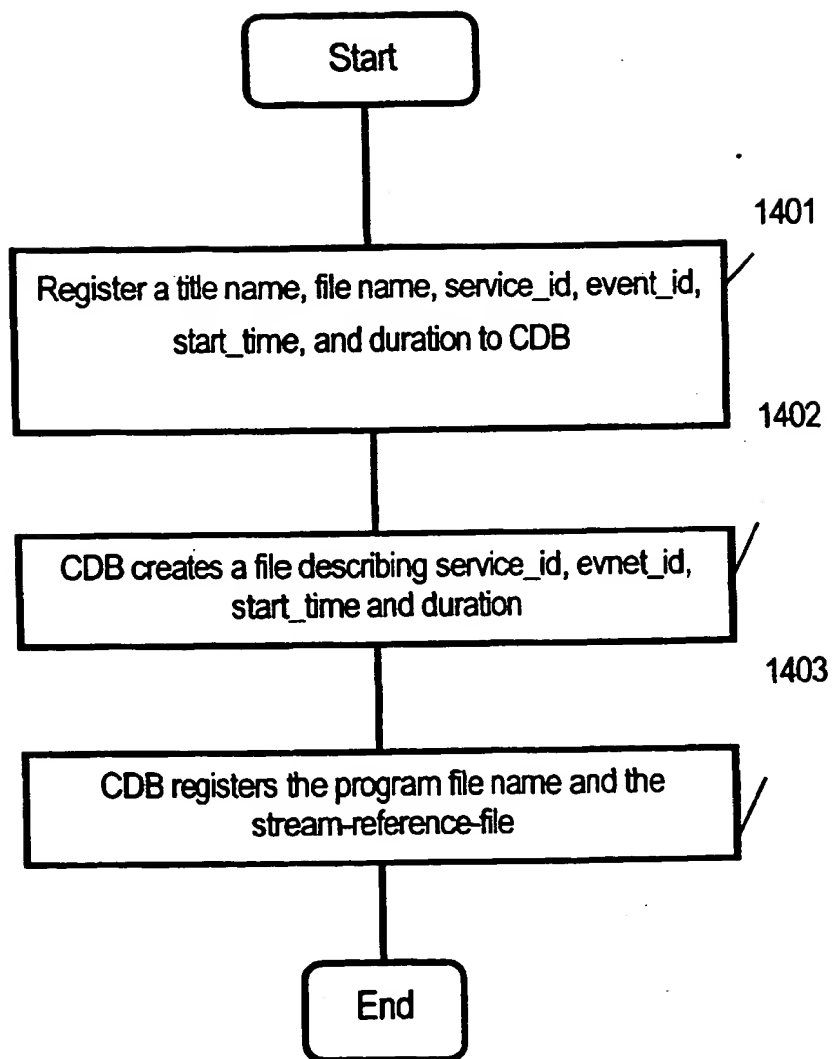 Start
1401
Register a title name, file name, service_id, event_id,
start_time, and duration to CDB
1402
CDB creates a file describing service_id, evnet_id,
start_time and duration
1403
CDB registers the program file name and the
stream-reference-file
End